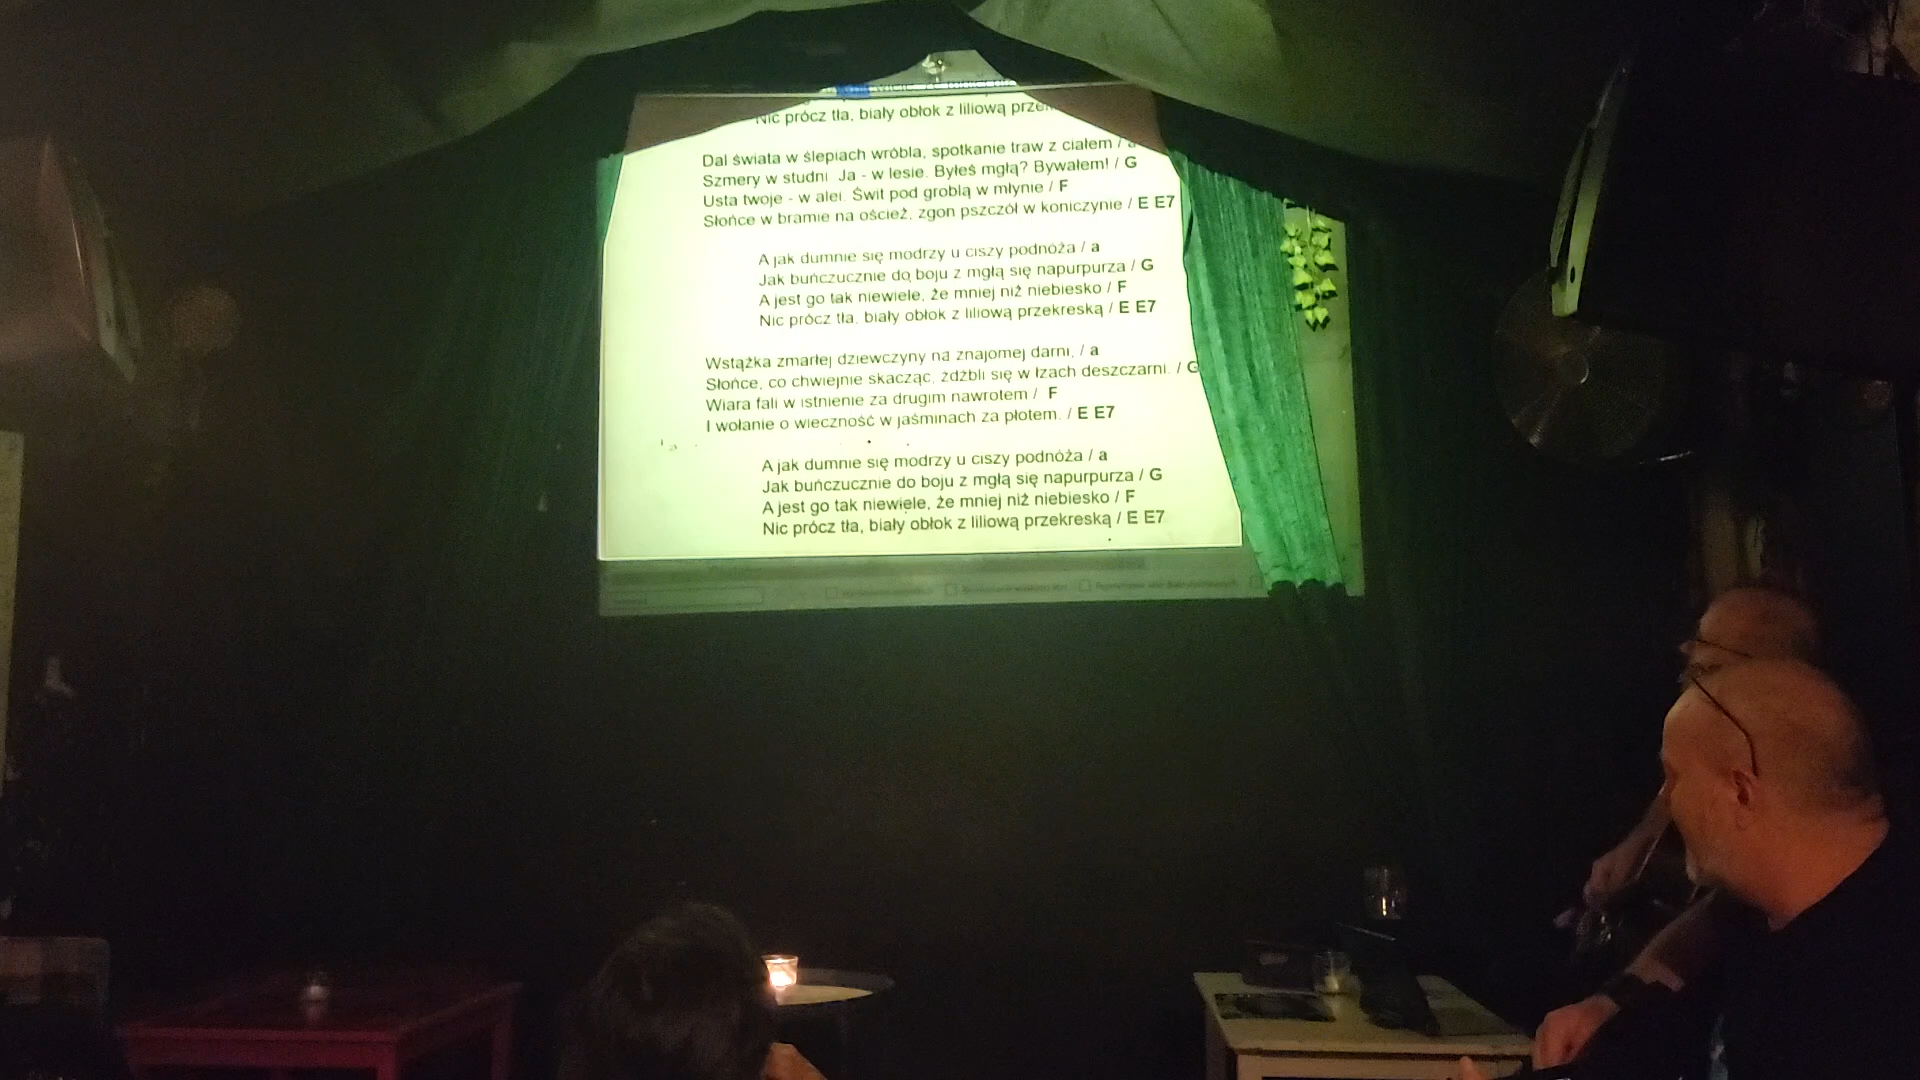 Nic prócz tła, biały obłok z liliową
Dal świata w ślepiach wróbla, spotkanie traw z ciałem / a
Szmery w studni. Ja - w lesie. Byłeś mgłą? Bywałem! / G
Usta twoje - w alei. Świt pod groblą w młynie / F
Słońce w bramie na oścież, zgon pszczół w koniczynie / E E7
A jak dumnie się modrzy u ciszy podnóża / a
Jak buńczucznie do boju z mgłą się napurpurza / G
A jest go tak niewiele, że mniej niż niebiesko / F
Nic prócz tła, biały obłok z liliową przekreską / E E7
Wstążka zmarłej dziewczyny na znajomej darni, / a
Słońce, co chwiejnie skacząc, źdźbli się w łzach deszczarni. / G
Wiara fali w istnienie za drugim nawrotem / F
I wołanie o wieczność w jaśminach za płotem. / E E7
A jak dumnie się modrzy u ciszy podnóża / a
Jak buńczucznie do boju z mgłą się napurpurza / G
A jest go tak niewiele, że mniej niż niebiesko / F
Nic prócz tła, biały obłok z liliową przekreską / E E7